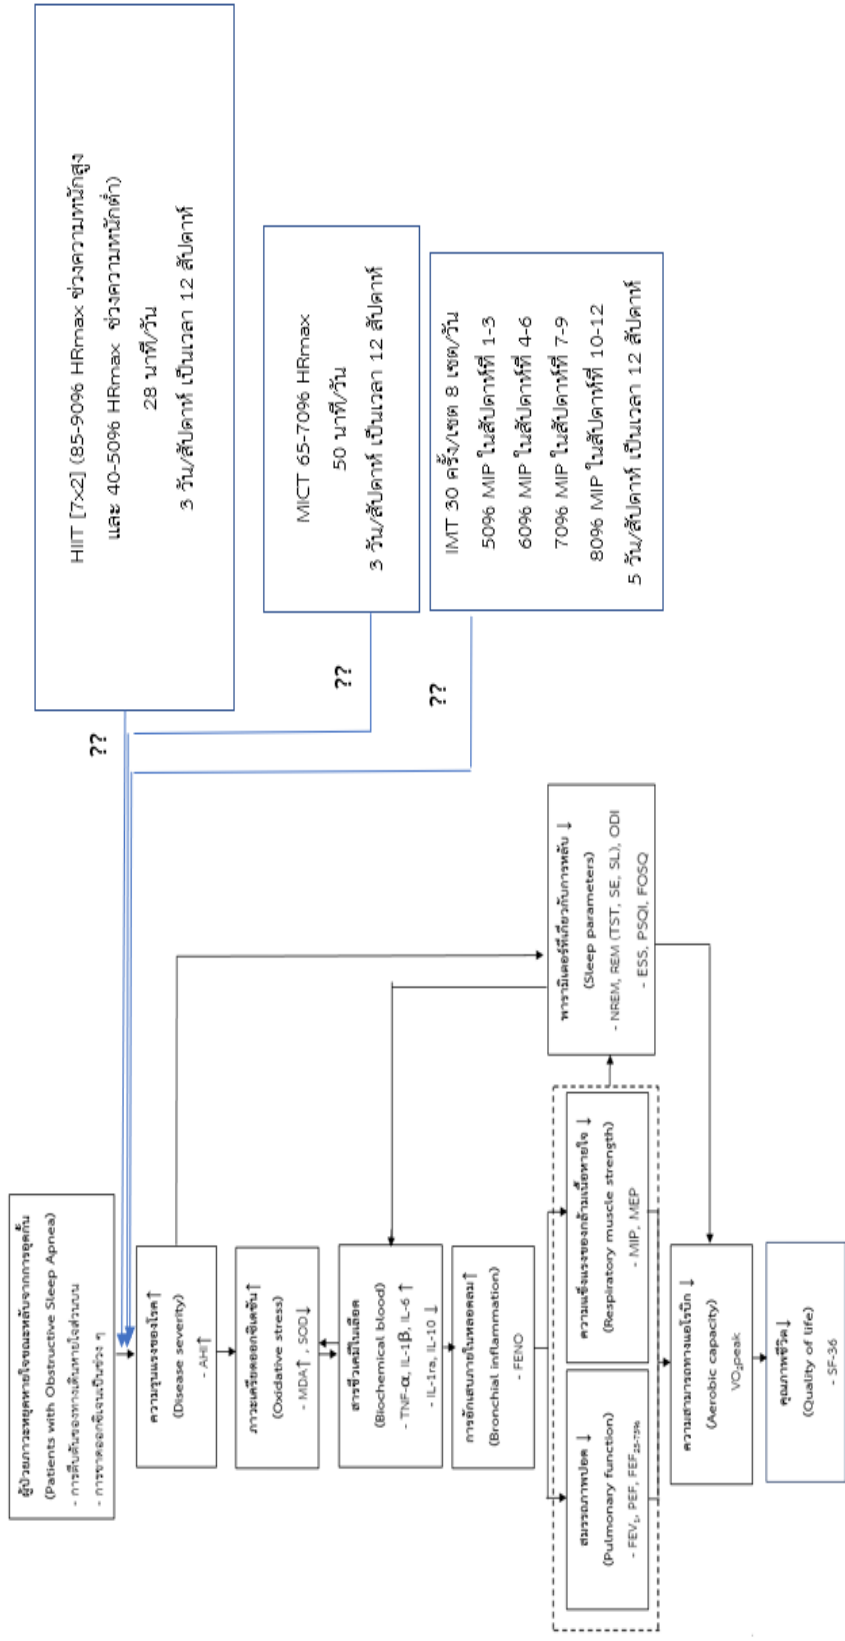 ผู้ป่วยภาวะหยุดหายใจขณะหลับจากการอุดกั้น
(Patients with Obstructive Sleep Apnea)
- การตีบตันของทางเดินหายใจส่วนบน
- การขาดออกซิเจนเป็นช่วง ๆ
ความรุนแรงของโรค↑
(Disease severity)
- AHI↑
ภาวะเครียดออกซิเดชัน↑
(Oxidative stress)
- MDA↑ , SOD↓
สารชีวเคมีในเลือด
(Biochemical blood)
- TNF-α, IL-1β, IL-6 ↑
- IL-1ra, IL-10 ↓
การอักเสบภายในหลอดลม↑
(Bronchial inflammation)
- FENO
สมรรถภาพปอด ↓
(Pulmonary function)
- FEV₁, PEF, FEF₂₅₋₇₅%
ความแข็งแรงของกล้ามเนื้อหายใจ ↓
(Respiratory muscle strength)
- MIP, MEP
พารามิเตอร์ที่เกี่ยวกับการหลับ ↓
(Sleep parameters)
- NREM, REM (TST, SE, SL), ODI
- ESS, PSQI, FOSQ
ความสามารถทางแอโรบิก ↓
(Aerobic capacity)
VO₂peak
คุณภาพชีวิต↓
(Quality of life)
- SF-36
??
??
??
HIIT [7x2] (85-90% HRmax ช่วงความหนักสูง
และ 40-50% HRmax ช่วงความหนักต่ำ)
28 นาที/วัน
3 วัน/สัปดาห์ เป็นเวลา 12 สัปดาห์
MICT 65-70% HRmax
50 นาที/วัน
3 วัน/สัปดาห์ เป็นเวลา 12 สัปดาห์
IMT 30 ครั้ง/เซต 8 เซต/วัน
50% MIP ในสัปดาห์ที่ 1-3
60% MIP ในสัปดาห์ที่ 4-6
70% MIP ในสัปดาห์ที่ 7-9
80% MIP ในสัปดาห์ที่ 10-12
5 วัน/สัปดาห์ เป็นเวลา 12 สัปดาห์